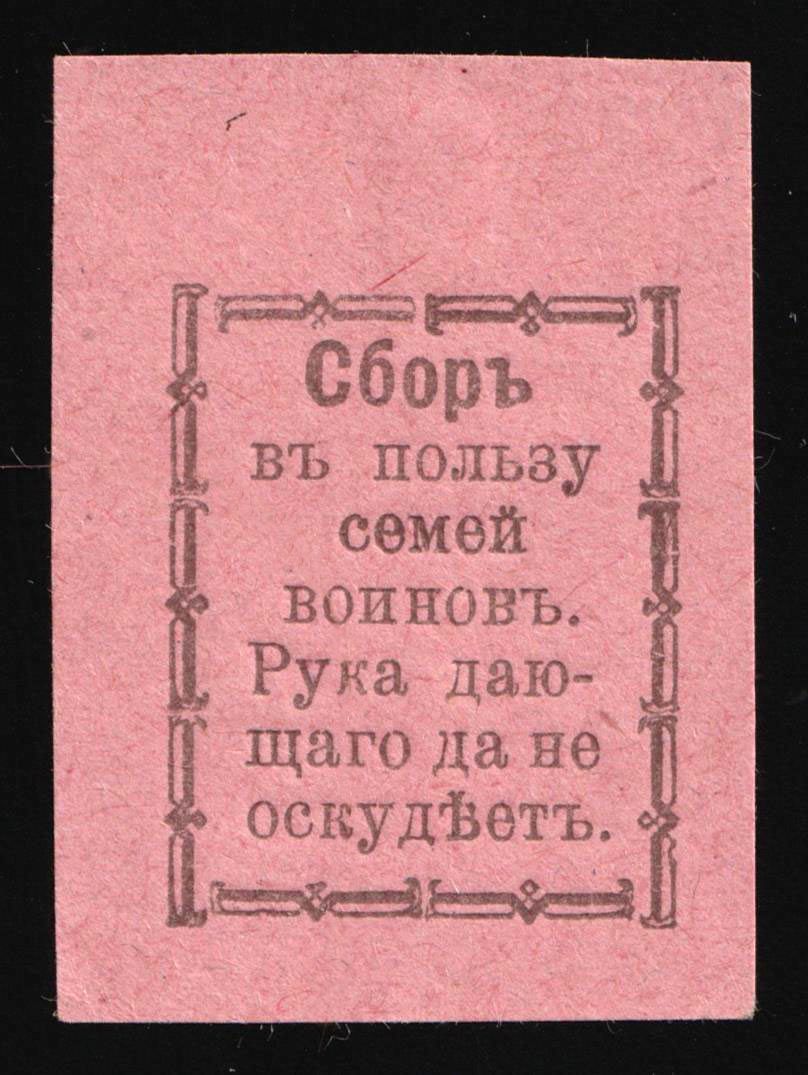 Сборъ
въ пользу
семей
воиновъ.
Рука даю-
щаго да не
оскудѣетъ.